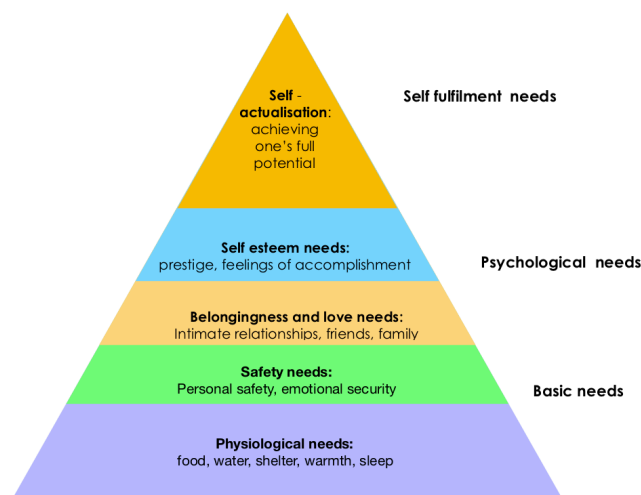 Self -
actualisation:
achieving
one's full
potential
Self fulfilment needs
Self esteem needs:
prestige, feelings of accomplishment
Psychological needs
Belongingness and love needs:
Intimate relationships, friends, family
Safety needs:
Personal safety, emotional security
Basic needs
Physiological needs:
food, water, shelter, warmth, sleep